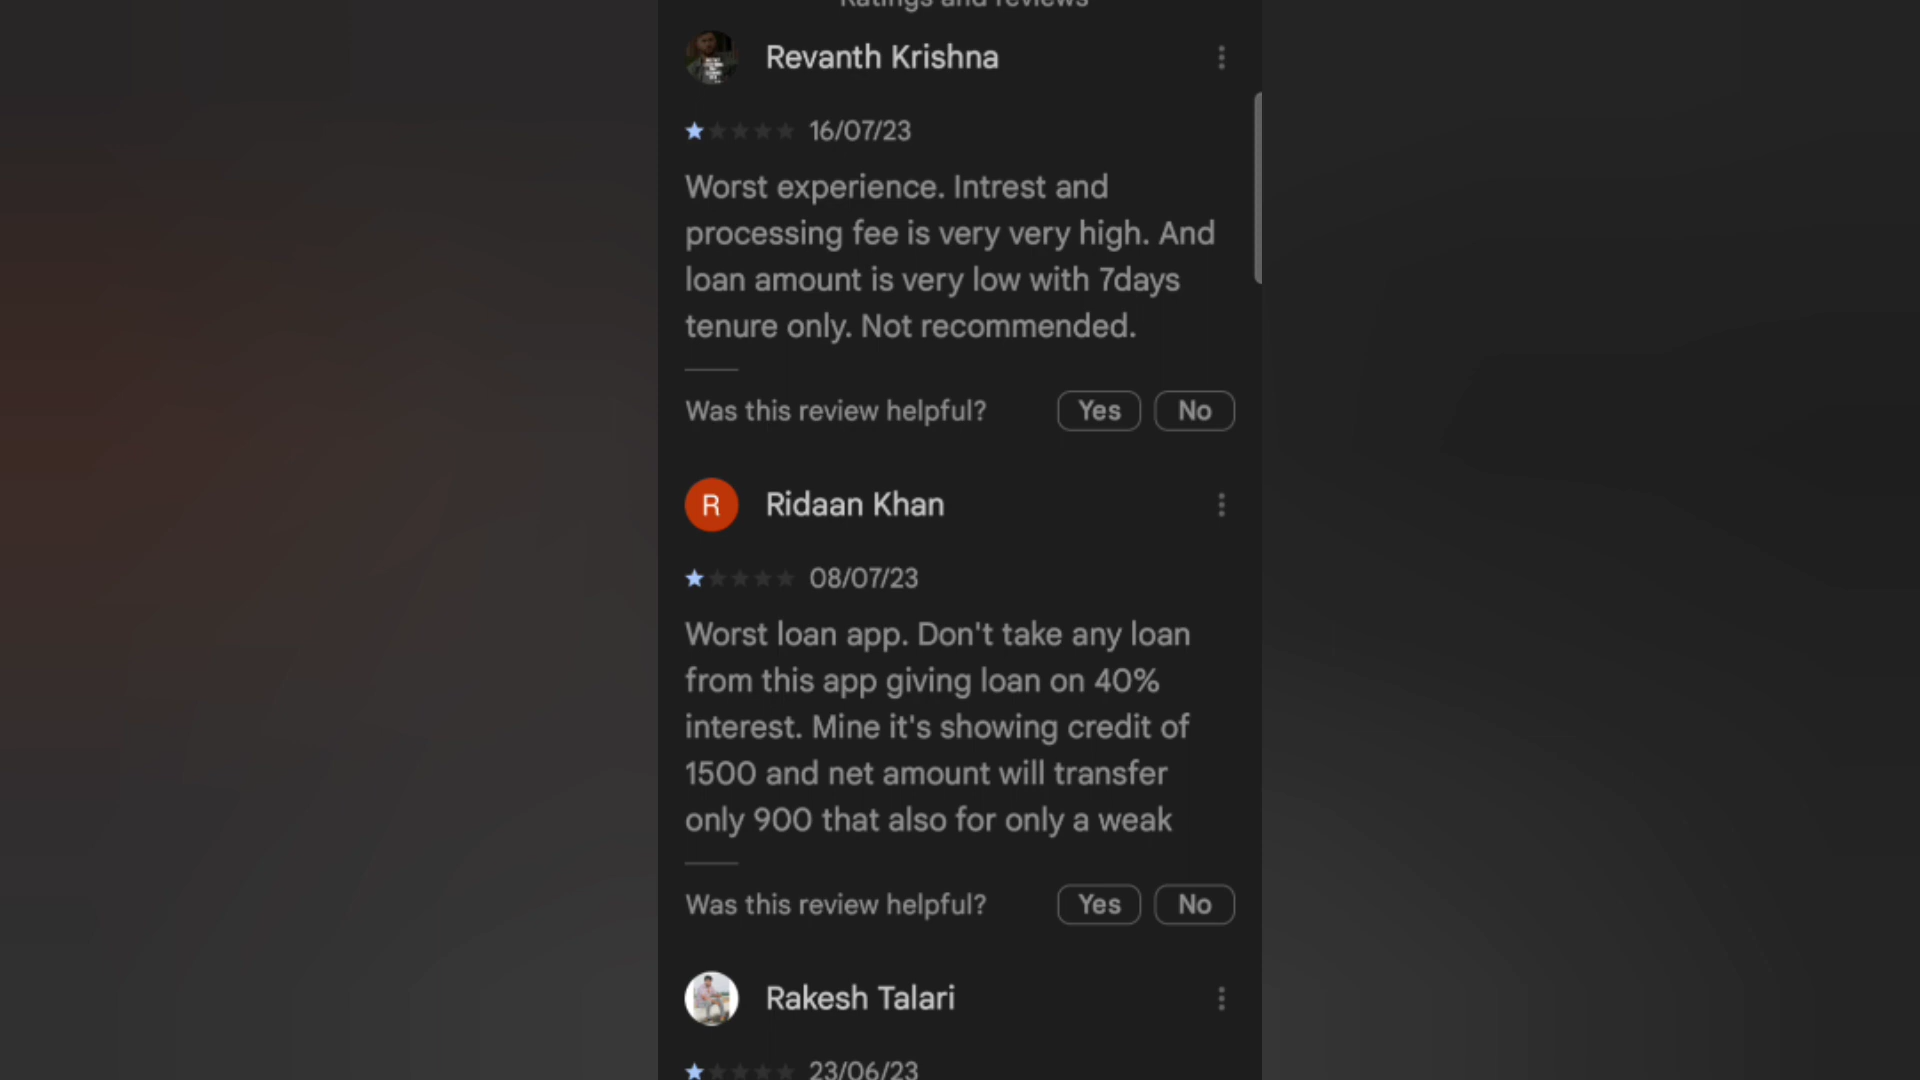 Ratings and reviews
Revanth Krishna
16/07/23
Worst experience. Intrest and
processing fee is very very high. And
loan amount is very low with 7days
tenure only. Not recommended.
Was this review helpful? Yes No
R Ridaan Khan
08/07/23
Worst loan app. Don't take any loan
from this app giving loan on 40%
interest. Mine it's showing credit of
1500 and net amount will transfer
only 900 that also for only a weak
Was this review helpful? Yes No
Rakesh Talari
23/06/23